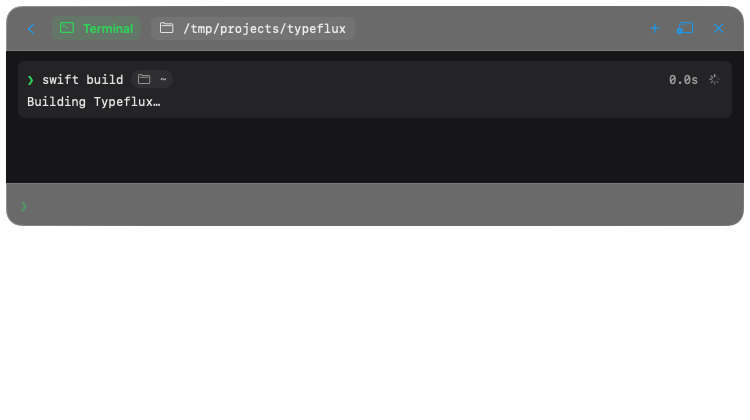 Terminal /tmp/projects/typeflux
❯ swift build ~ 0.0s
Building Typeflux…
❯